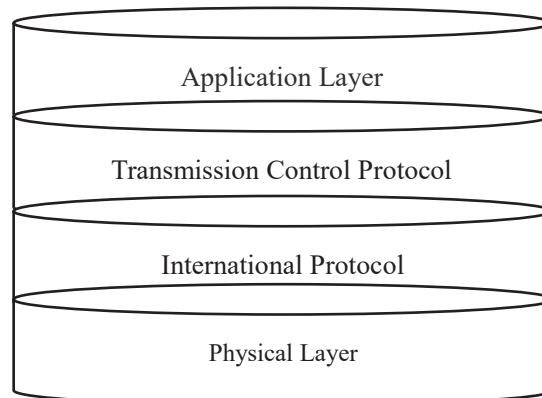 Application Layer
Transmission Control Protocol
International Protocol
Physical Layer